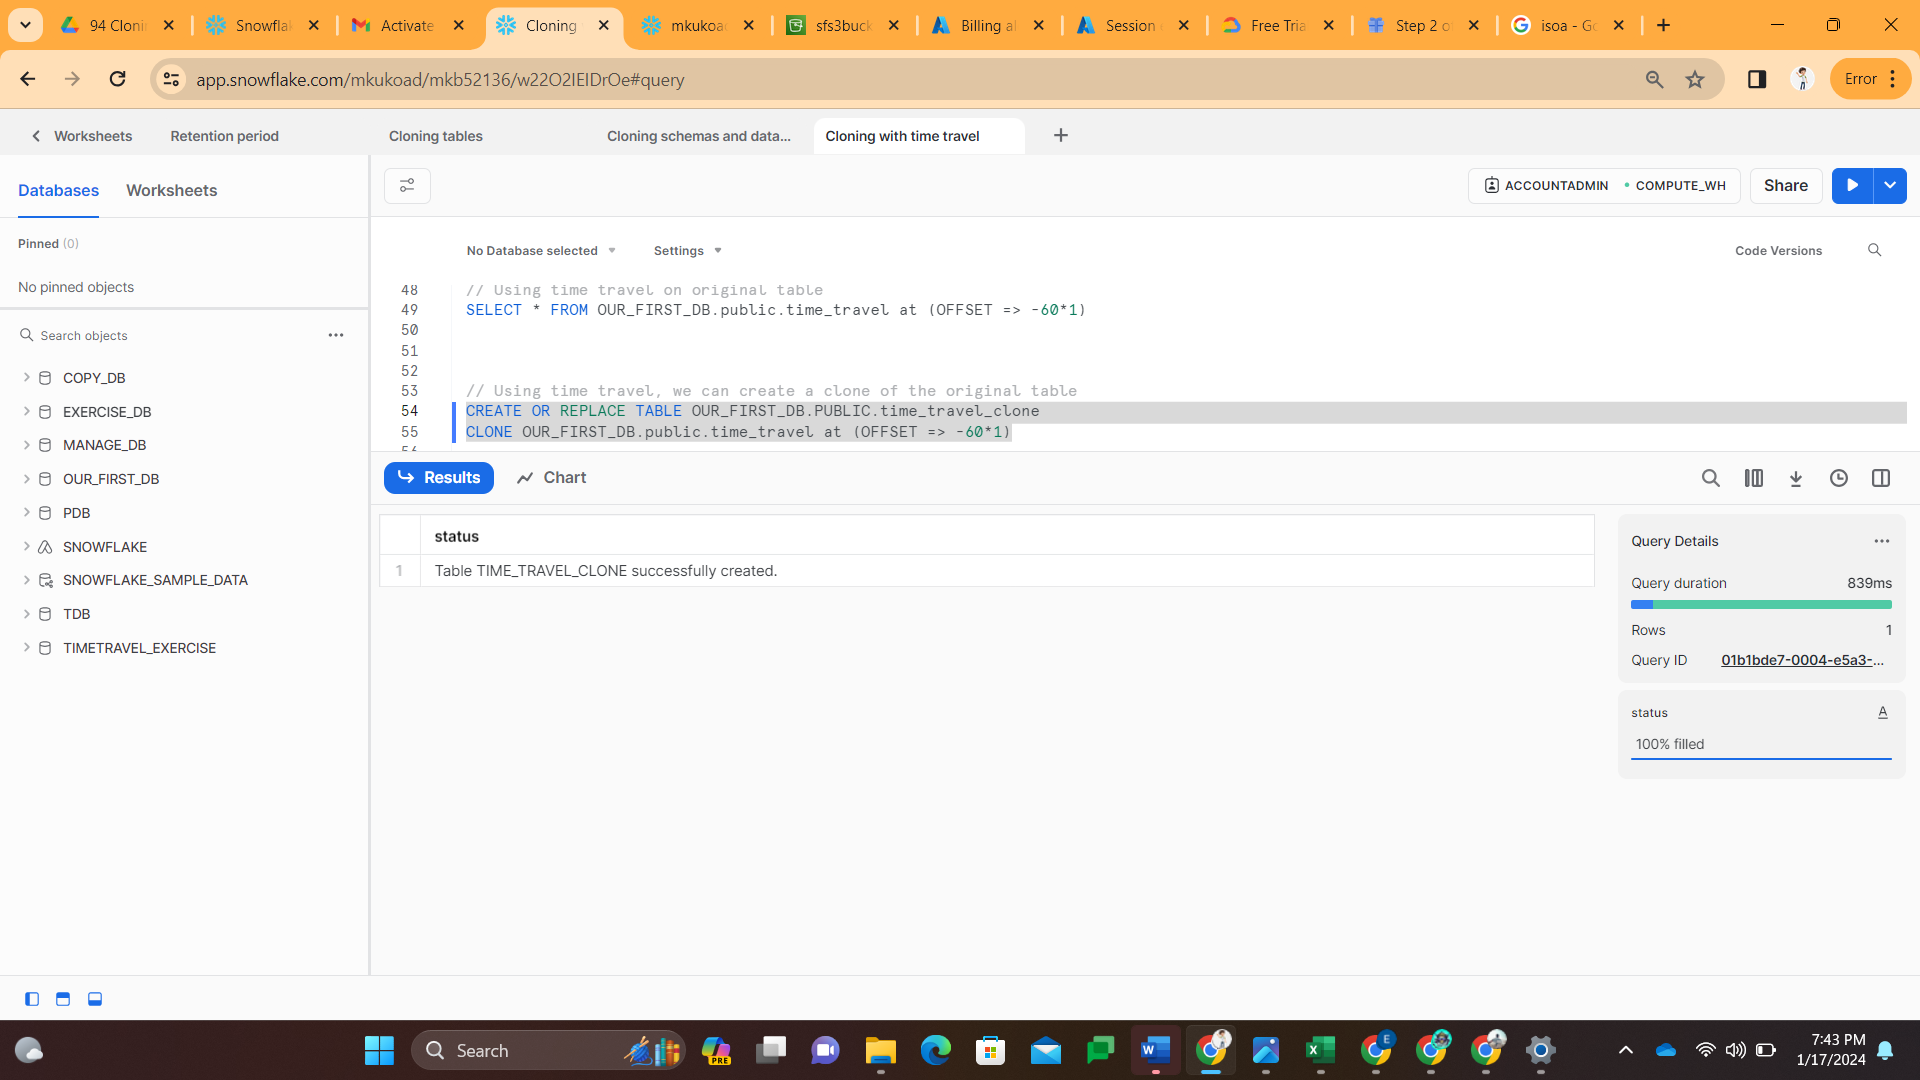 94 Cloni
Snowflak
Activate
Cloning
mkukoad
sfs3buck
Billing al
Session
Free Tria
Step 2 o
isoa - Go
app.snowflake.com/mkukoad/mkb52136/w22O2IEIDrOe#query
Error
Worksheets
Retention period
Cloning tables
Cloning schemas and data...
Cloning with time travel
Databases
Worksheets
ACCOUNTADMIN
COMPUTE_WH
Share
Pinned (0)
No pinned objects
No Database selected
Settings
Code Versions
Search objects
COPY_DB
EXERCISE_DB
MANAGE_DB
OUR_FIRST_DB
PDB
SNOWFLAKE
SNOWFLAKE_SAMPLE_DATA
TDB
TIMETRAVEL_EXERCISE
48 // Using time travel on original table
49 SELECT * FROM OUR_FIRST_DB.public.time_travel at (OFFSET => -60*1)
50
51
52
53 // Using time travel, we can create a clone of the original table
54 CREATE OR REPLACE TABLE OUR_FIRST_DB.PUBLIC.time_travel_clone
55 CLONE OUR_FIRST_DB.public.time_travel at (OFFSET => -60*1)
56
Results
Chart
status
1 Table TIME_TRAVEL_CLONE successfully created.
Query Details
Query duration 839ms
Rows 1
Query ID 01b1bde7-0004-e5a3-...
status A
100% filled
Search
PRE
W
X
E
7:43 PM
1/17/2024